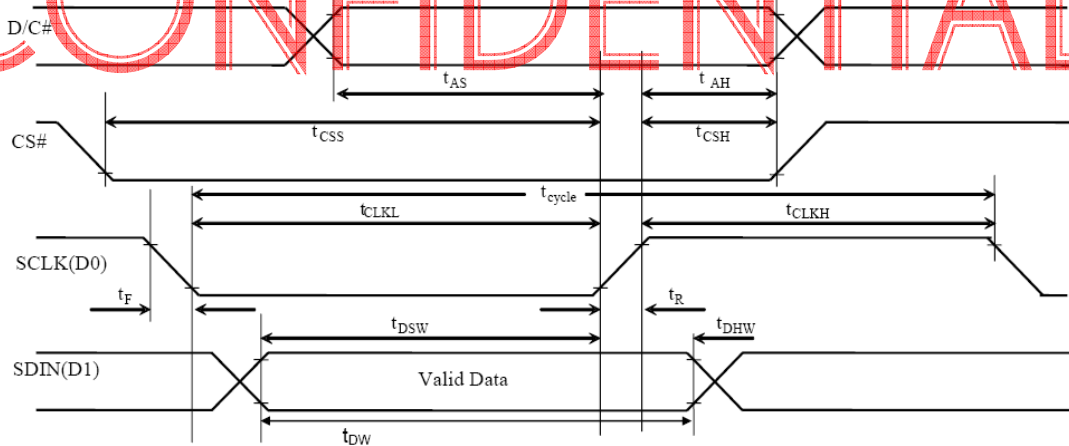 CONFIDENTIAL
D/C#
tAS
tAH
tCSS
tCSH
CS#
tcycle
tCLKL
tCLKH
SCLK(D0)
tF
tR
tDSW
tDHW
SDIN(D1)
Valid Data
tDW